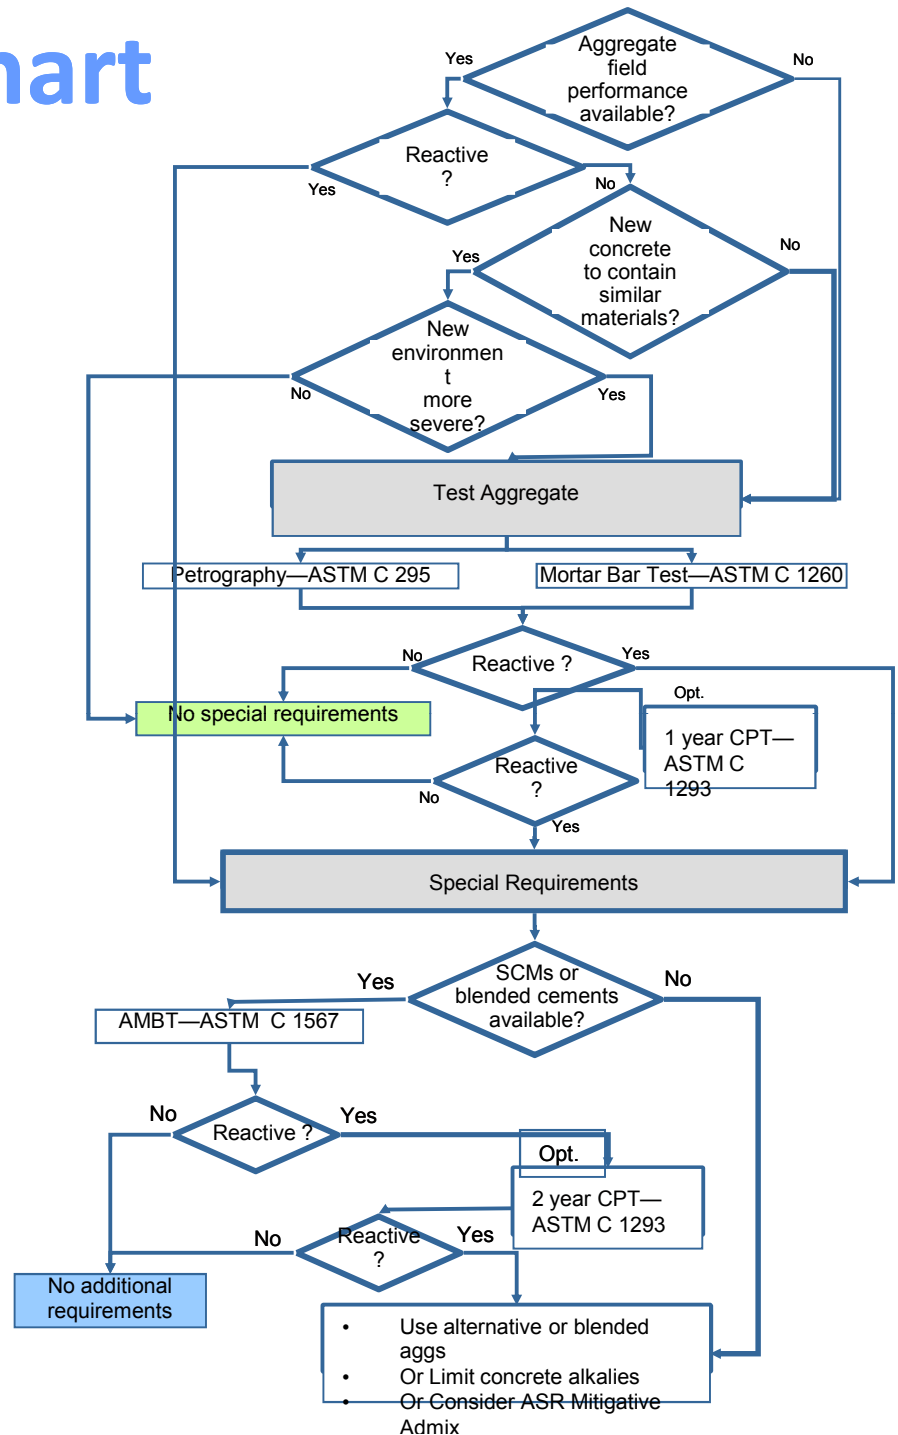 hart
Aggregate
field
performance
available?
Yes
No
Reactive
?
Yes
No
New
concrete
to contain
similar
materials?
Yes
No
New
environmen
t
more
severe?
No
Yes
Test Aggregate
Petrography—ASTM C 295
Mortar Bar Test—ASTM C 1260
Reactive ?
No
Yes
Opt.
No special requirements
1 year CPT—
ASTM C
1293
Reactive
?
No
Yes
Special Requirements
SCMs or
blended cements
available?
Yes
No
AMBT—ASTM C 1567
Reactive ?
No
Yes
Opt.
2 year CPT—
ASTM C 1293
Reactive
?
No
Yes
No additional
requirements
• Use alternative or blended
aggs
• Or Limit concrete alkalies
• Or Consider ASR Mitigative
Admix